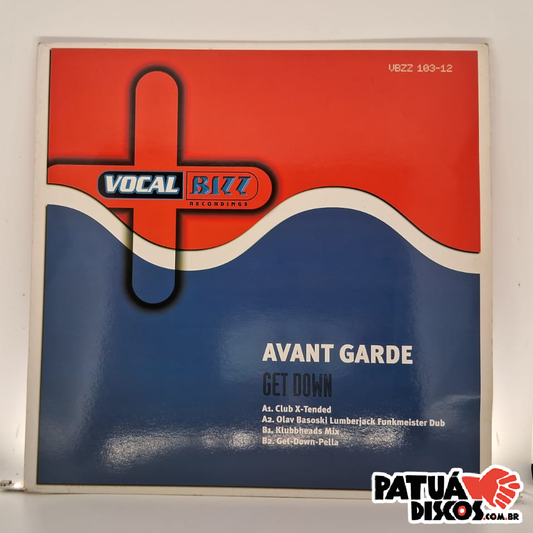 VBZZ 103-12
VOCAL BIZZ
RECORDINGS
AVANT GARDE
GET DOWN
A1. Club X-Tended
A2. Olav Basoski Lumberjack Funkmeister Dub
B1. Klubbheads Mix
B2. Get-Down-Pella
PATUÁ
DISCOS.COM.BR